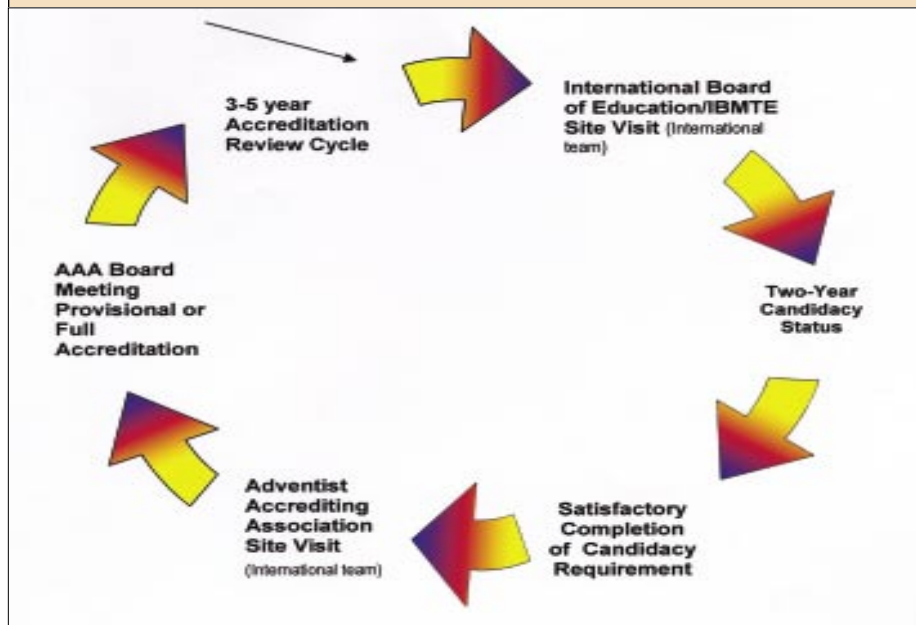 3-5 year
Accreditation
Review Cycle
International Board
of Education/IBMTE
Site Visit (International
team)
Two-Year
Candidacy
Status
Satisfactory
Completion
of Candidacy
Requirement
Adventist
Accrediting
Association
Site Visit
(International team)
AAA Board
Meeting
Provisional or
Full
Accreditation